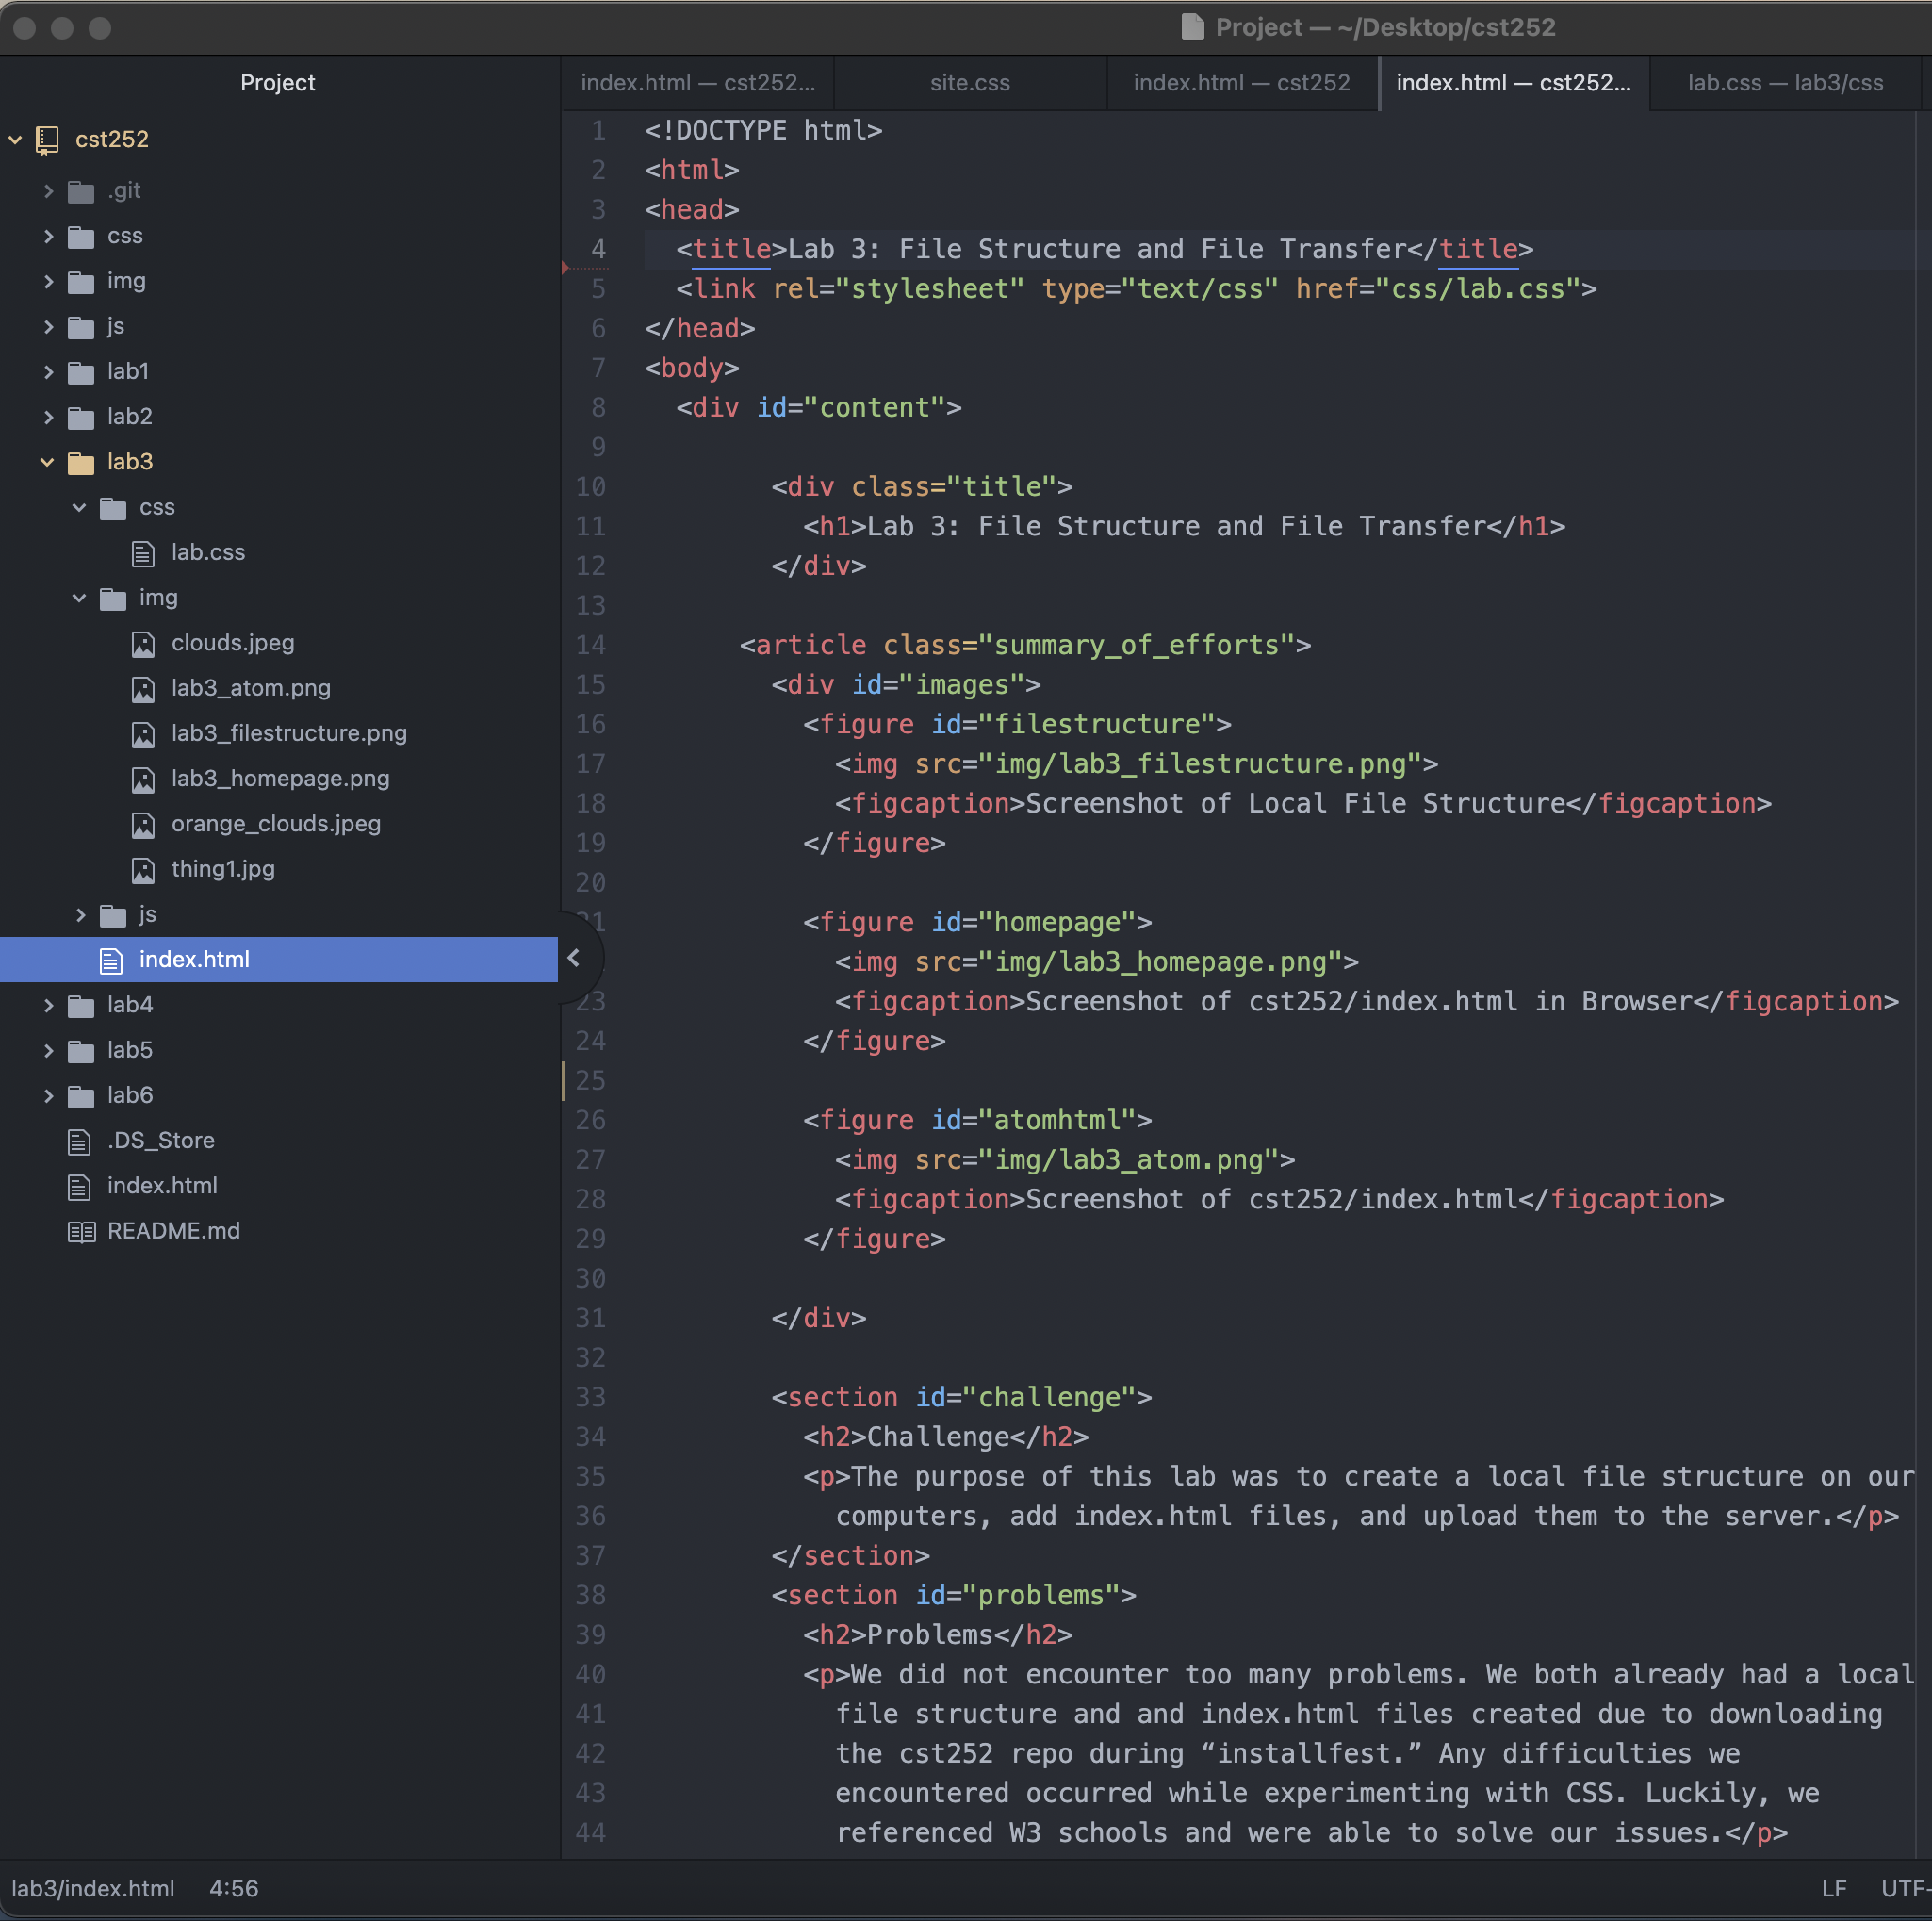 Project — ~/Desktop/cst252
Project
index.html — cst252...
site.css
index.html — cst252
index.html — cst252...
lab.css — lab3/css
cst252
.git
css
img
js
lab1
lab2
lab3
css
lab.css
img
clouds.jpeg
lab3_atom.png
lab3_filestructure.png
lab3_homepage.png
orange_clouds.jpeg
thing1.jpg
js
index.html
lab4
lab5
lab6
.DS_Store
index.html
README.md
1 <!DOCTYPE html>
2 <html>
3 <head>
4 <title>Lab 3: File Structure and File Transfer</title>
5 <link rel="stylesheet" type="text/css" href="css/lab.css">
6 </head>
7 <body>
8 <div id="content">
9
10 <div class="title">
11 <h1>Lab 3: File Structure and File Transfer</h1>
12 </div>
13
14 <article class="summary_of_efforts">
15 <div id="images">
16 <figure id="filestructure">
17 <img src="img/lab3_filestructure.png">
18 <figcaption>Screenshot of Local File Structure</figcaption>
19 </figure>
20
21 <figure id="homepage">
<img src="img/lab3_homepage.png">
23 <figcaption>Screenshot of cst252/index.html in Browser</figcaption>
24 </figure>
25
26 <figure id="atomhtml">
27 <img src="img/lab3_atom.png">
28 <figcaption>Screenshot of cst252/index.html</figcaption>
29 </figure>
30
31 </div>
32
33 <section id="challenge">
34 <h2>Challenge</h2>
35 <p>The purpose of this lab was to create a local file structure on our
36 computers, add index.html files, and upload them to the server.</p>
37 </section>
38 <section id="problems">
39 <h2>Problems</h2>
40 <p>We did not encounter too many problems. We both already had a local
41 file structure and and index.html files created due to downloading
42 the cst252 repo during “installfest.” Any difficulties we
43 encountered occurred while experimenting with CSS. Luckily, we
44 referenced W3 schools and were able to solve our issues.</p>
lab3/index.html 4:56
LF UTF-